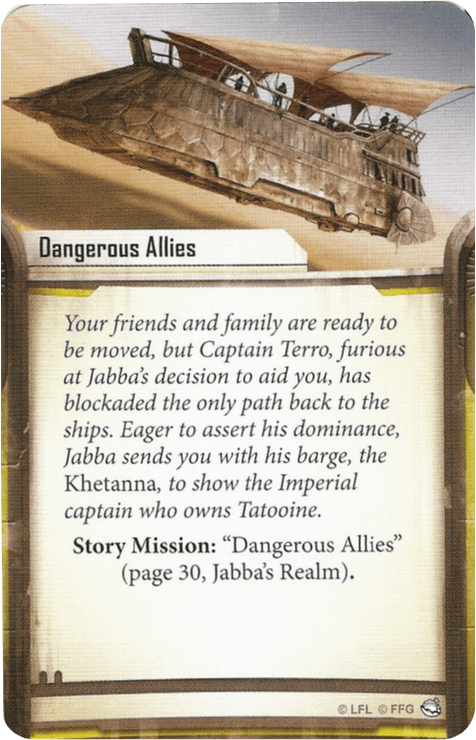 Dangerous Allies
Your friends and family are ready to
be moved, but Captain Terro, furious
at Jabba's decision to aid you, has
blockaded the only path back to the
ships. Eager to assert his dominance,
Jabba sends you with his barge, the
Khetanna, to show the Imperial
captain who owns Tatooine.
Story Mission: “Dangerous Allies”
(page 30, Jabba's Realm).
© LFL © FFG